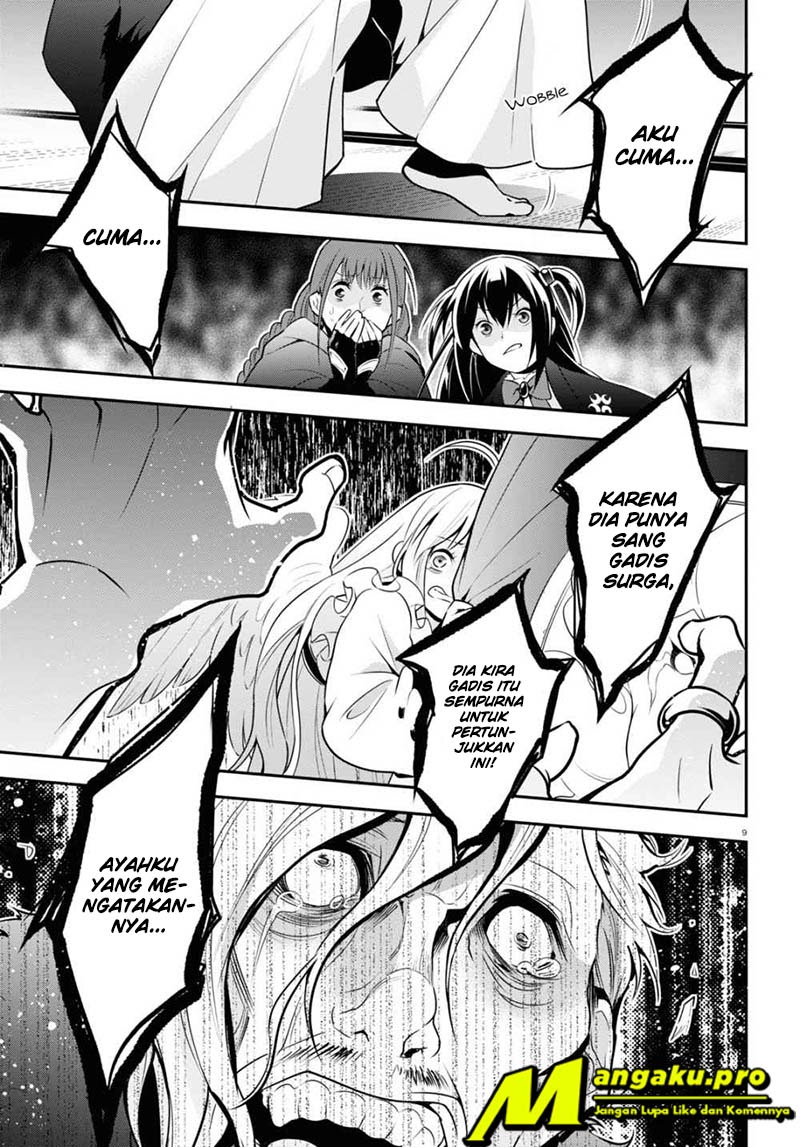 WOBBLE
AKU
CUMA...
CUMA...
KARENA
DIA PUNYA
SANG
GADIS
SURGA,
DIA KIRA
GADIS ITU
SEMPURNA
UNTUK
PERTUN-
JUKKAN
INI!
9
AYAHKU
YANG ME-
NGATAKAN-
NYA...
Mangaku.pro
Jangan Lupa Like dan Komennya